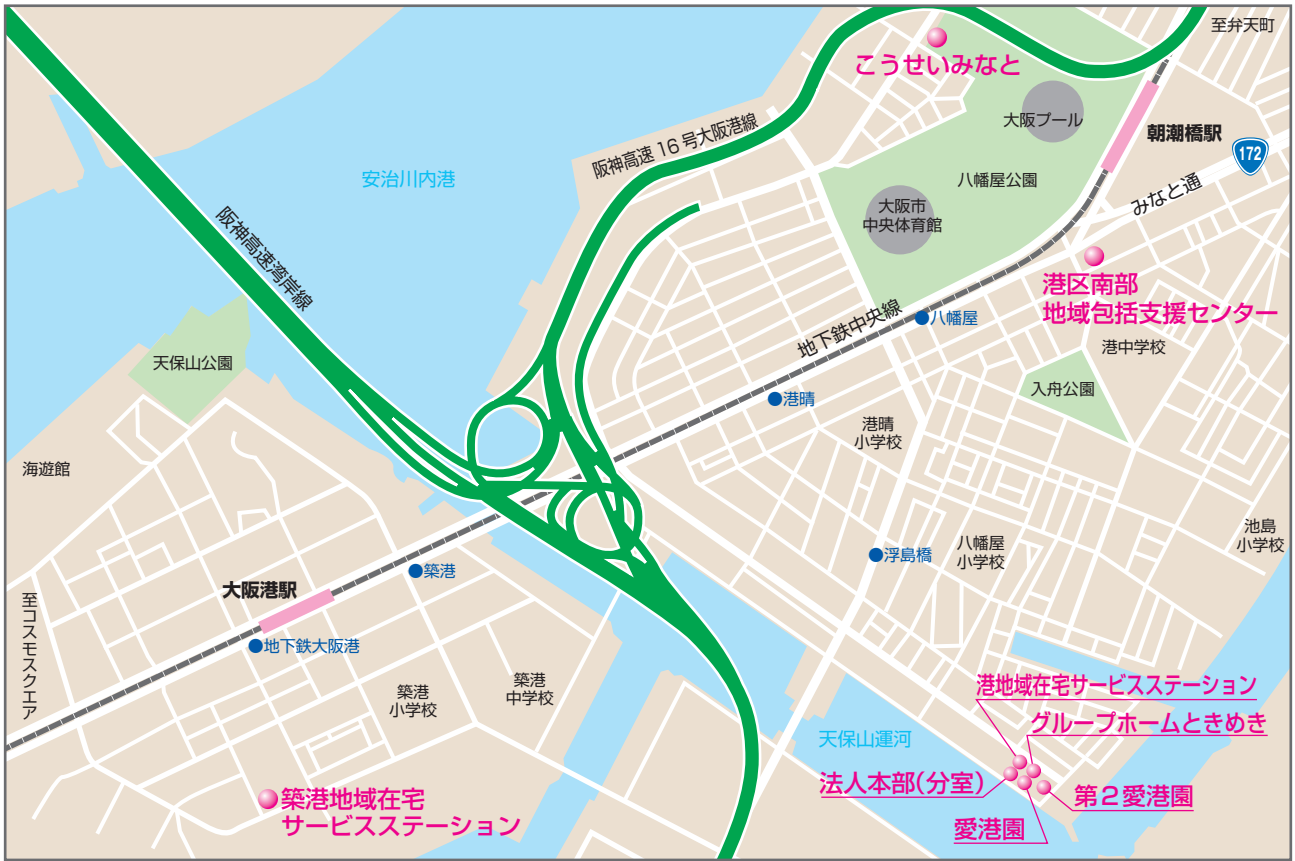 至弁天町
こうせいみなと
大阪プール
朝潮橋駅
172
阪神高速16号大阪港線
安治川内港
八幡屋公園
みなと通
大阪市
中央体育館
阪神高速湾岸線
港区南部
地域包括支援センター
地下鉄中央線
八幡屋
港中学校
天保山公園
入舟公園
港晴
港晴
小学校
海遊館
池島
小学校
八幡屋
小学校
浮島橋
築港
大阪港駅
至コスモスクエア
地下鉄大阪港
築港
小学校
築港
中学校
港地域在宅サービスステーション
グループホームときめき
天保山運河
法人本部(分室)
第2愛港園
築港地域在宅
サービスステーション
愛港園